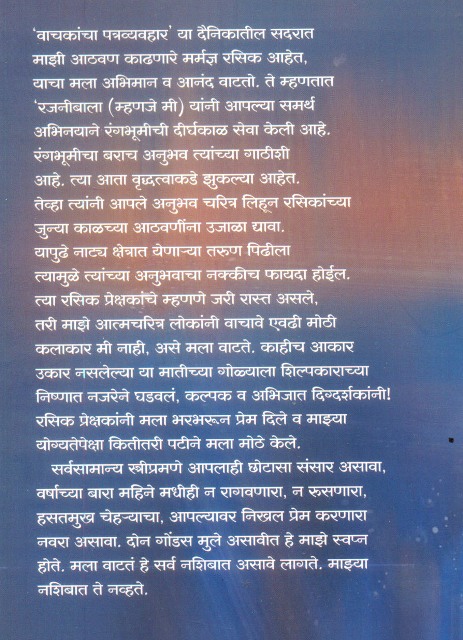 'वाचकांचा पत्रव्यवहार' या दैनिकातील सदरात
माझी आठवण काढणारे मर्मज्ञ रसिक आहेत,
याचा मला अभिमान व आनंद वाटतो. ते म्हणतात
'रजनीबाला (म्हणजे मी) यांनी आपल्या समर्थ
अभिनयाने रंगभूमीची दीर्घकाळ सेवा केली आहे.
रंगभूमीचा बराच अनुभव त्यांच्या गाठीशी
आहे. त्या आता वृद्धत्वाकडे झुकल्या आहेत.
तेव्हा त्यांनी आपले अनुभव चरित्र लिहून रसिकांच्या
जुन्या काळच्या आठवणींना उजाळा द्यावा.
यापुढे नाट्य क्षेत्रात येणाऱ्या तरुण पिढीला
त्यामुळे त्यांच्या अनुभवाचा नक्कीच फायदा होईल.
त्या रसिक प्रेक्षकांचे म्हणणे जरी रास्त असले,
तरी माझे आत्मचरित्र लोकांनी वाचावे एवढी मोठी
कलाकार मी नाही, असे मला वाटते. काहीच आकार
उकार नसलेल्या या मातीच्या गोळ्याला शिल्पकाराच्या
निष्णात नजरेने घडवलं, कल्पक व अभिजात दिग्दर्शकांनी!
रसिक प्रेक्षकांनी मला भरभरून प्रेम दिले व माझ्या
योग्यतेपेक्षा कितीतरी पटीने मला मोठे केले.
सर्वसामान्य स्त्रीप्रमाणे आपलाही छोटासा संसार असावा,
वर्षाच्या बारा महिने मधीही न रागवणारा, न रूसणारा,
हसतमुख चेहऱ्याचा, आपल्यावर निखल प्रेम करणारा
नवरा असावा. दोन गोंडस मुले असावीत हे माझे स्वप्न
होते. मला वाटतं हे सर्व नशिबात असावे लागते. माझ्या
नशिबात ते नव्हते.